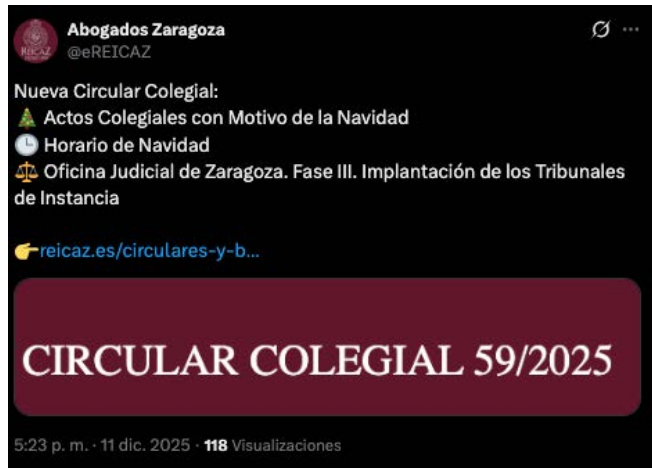 Abogados Zaragoza
@eREICAZ
Nueva Circular Colegial:
🎄 Actos Colegiales con Motivo de la Navidad
🕒 Horario de Navidad
⚖️ Oficina Judicial de Zaragoza. Fase III. Implantación de los Tribunales
de Instancia
👉reicaz.es/circulares-y-b...
CIRCULAR COLEGIAL 59/2025
5:23 p. m. · 11 dic. 2025 · 118 Visualizaciones